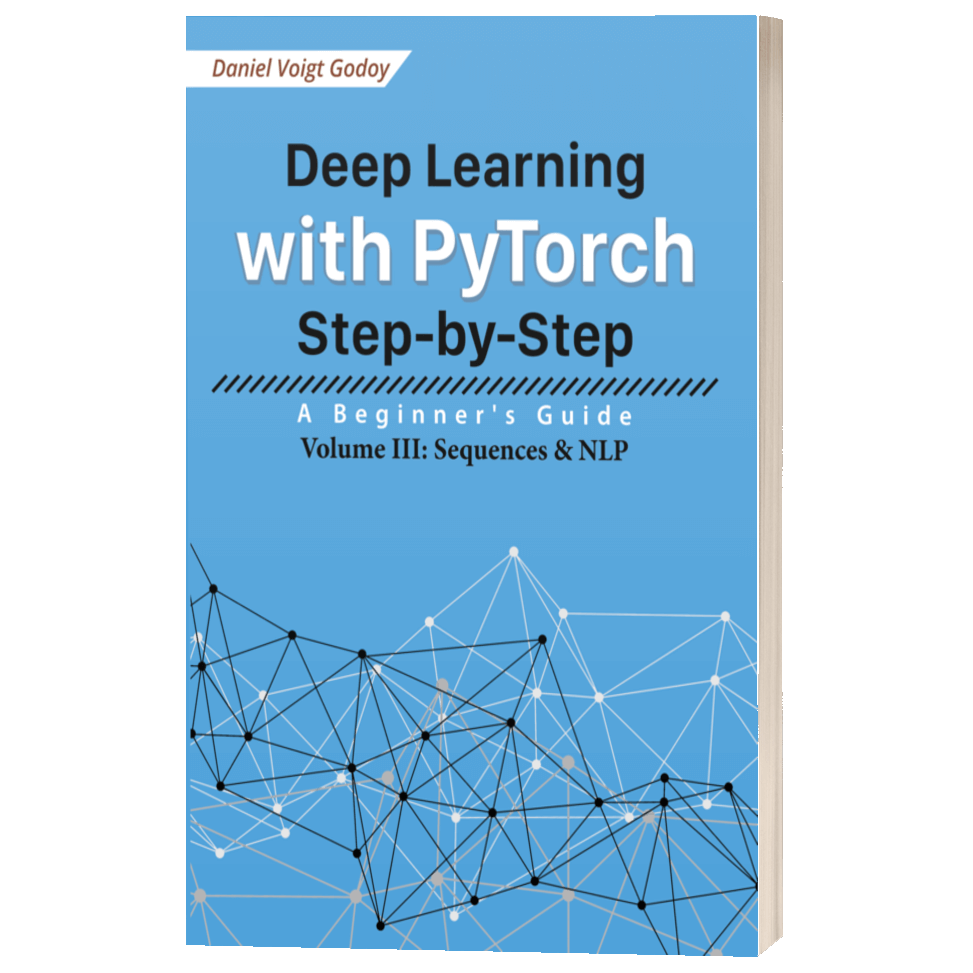 Daniel Voigt Godoy
Deep Learning
with PyTorch
Step-by-Step
A Beginner's Guide
Volume III: Sequences & NLP